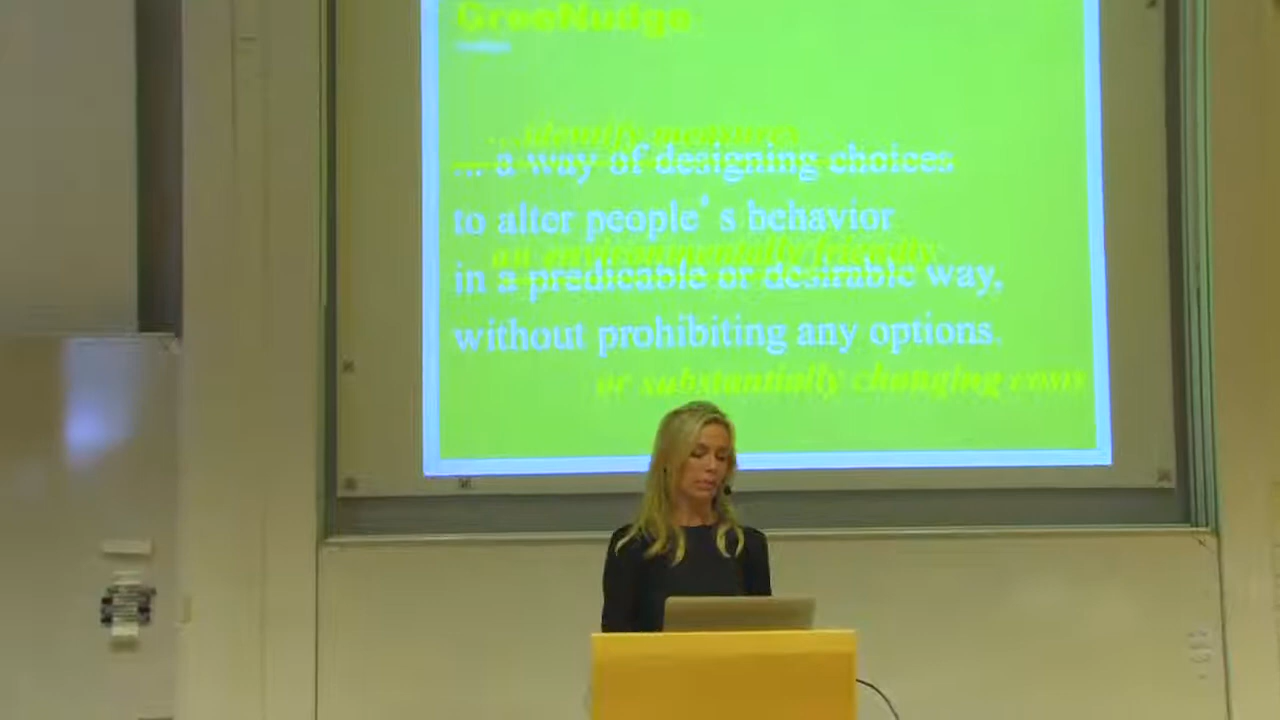 GreeNudge
... identify measures
... a way of designing choices
to alter people's behavior
an environmentally friendly
in a predicable or desirable way,
without prohibiting any options.
or substantially changing costs